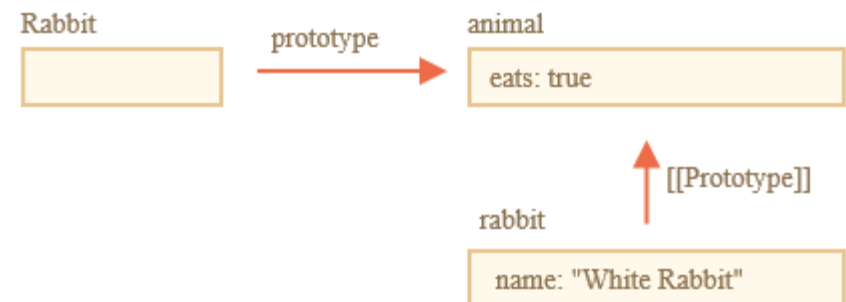 Rabbit
prototype
animal
eats: true
[[Prototype]]
rabbit
name: "White Rabbit"